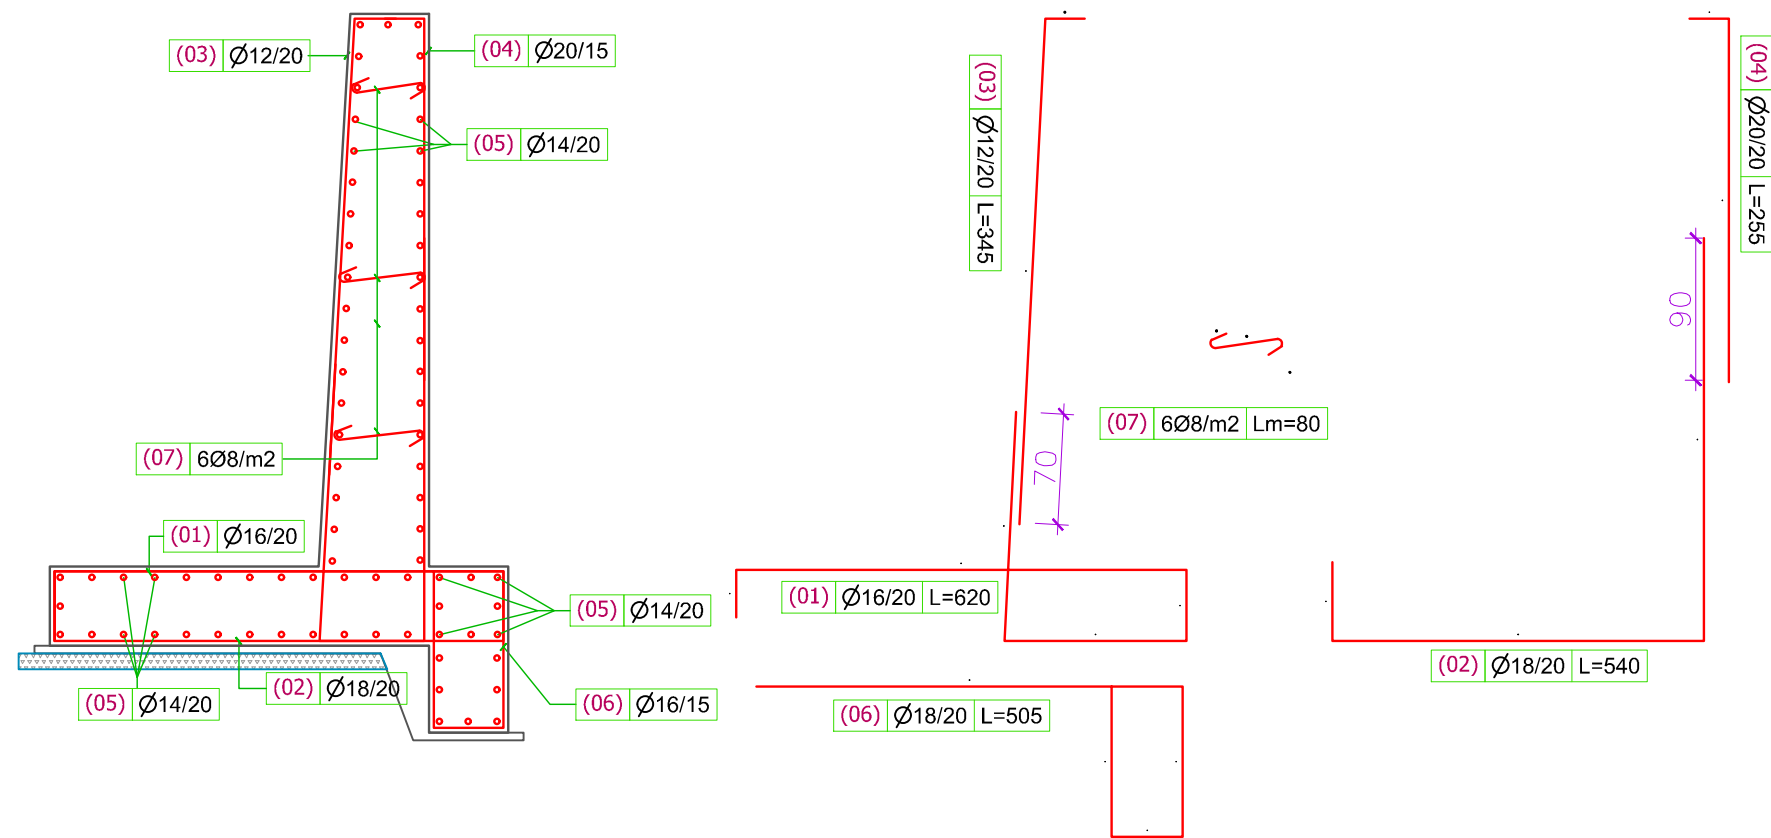 (03) Ø12/20
(04) Ø20/15
(05) Ø14/20
(07) 6Ø8/m2
(01) Ø16/20
(05) Ø14/20
(05) Ø14/20
(02) Ø18/20
(06) Ø16/15
(03) Ø12/20 L=345
70
(07) 6Ø8/m2 Lm=80
(01) Ø16/20 L=620
(06) Ø18/20 L=505
(04) Ø20/20 L=255
90
(02) Ø18/20 L=540